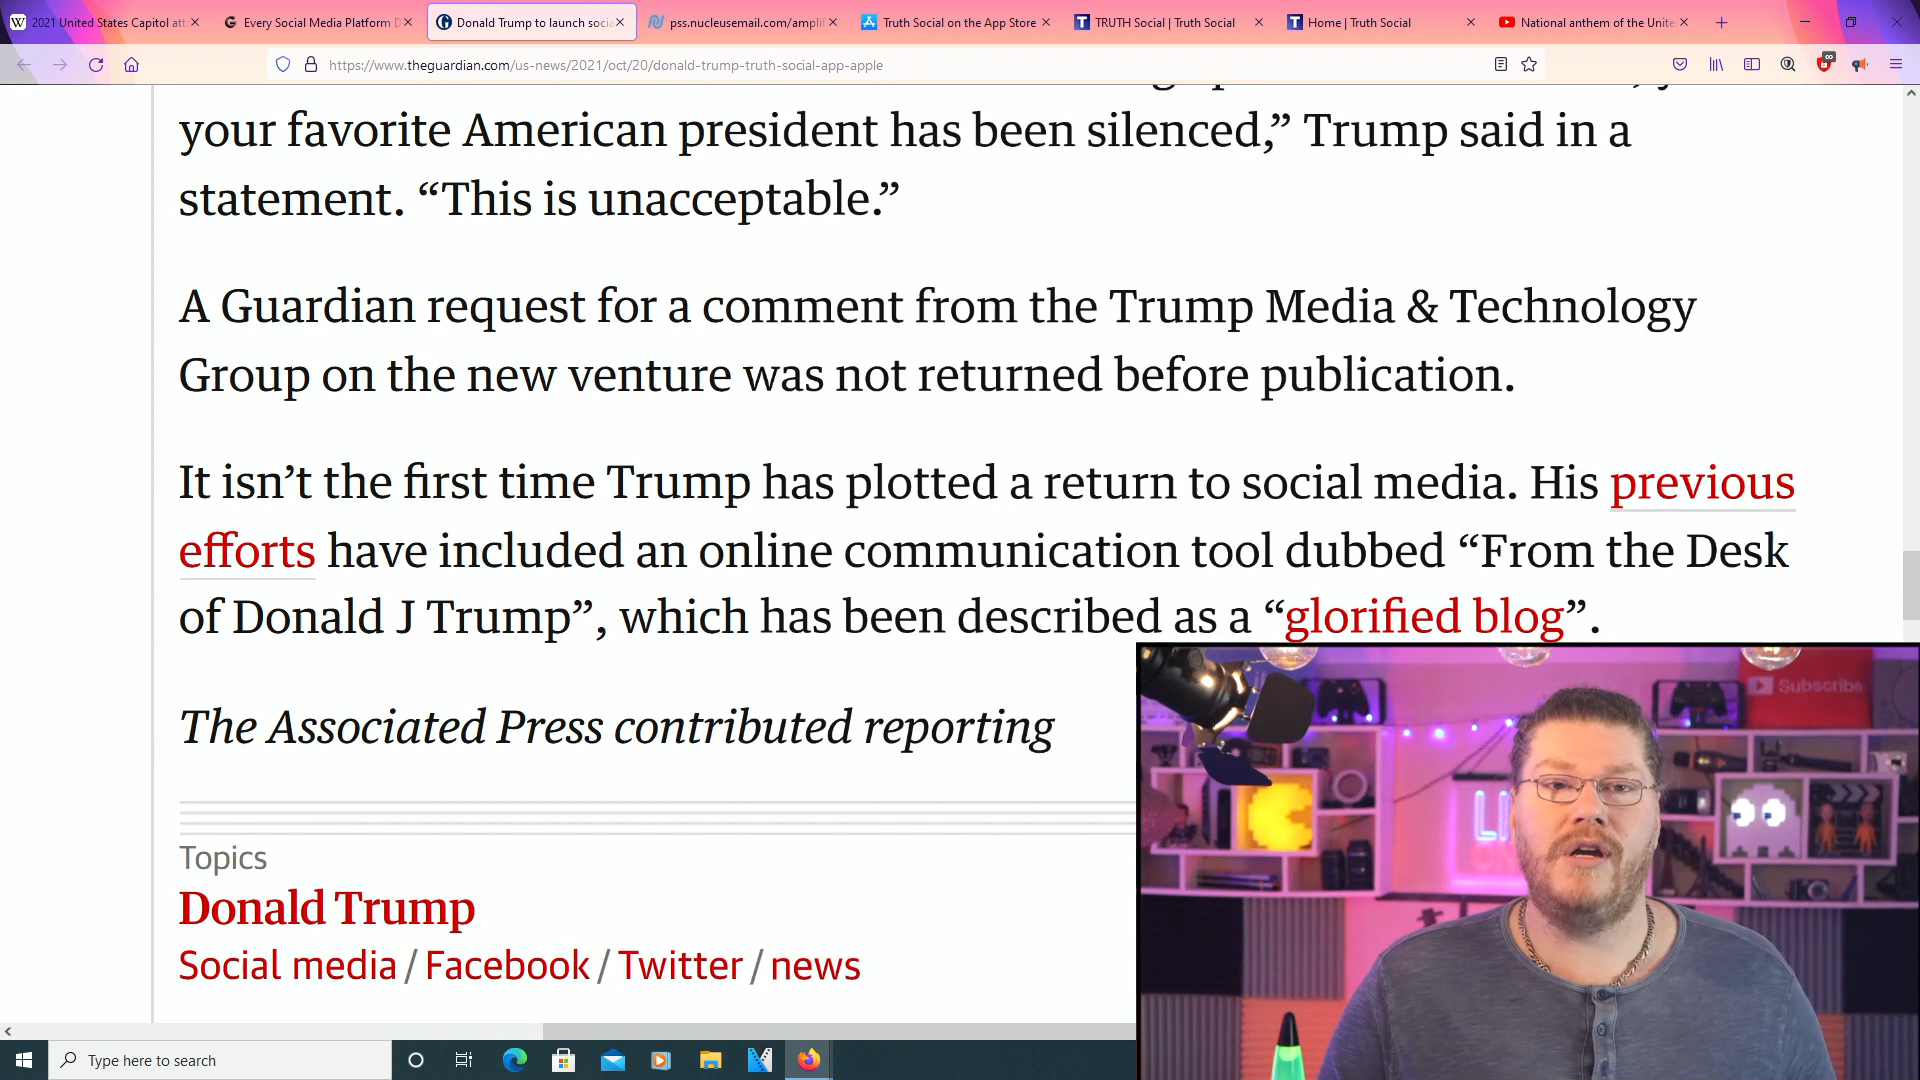 2021 United States Capitol att
Every Social Media Platform D
Donald Trump to launch socia
pss.nucleusemail.com/amplif
Truth Social on the App Store
TRUTH Social | Truth Social
Home | Truth Social
National anthem of the Unite
https://www.theguardian.com/us-news/2021/oct/20/donald-trump-truth-social-app-apple
your favorite American president has been silenced,” Trump said in a
statement. “This is unacceptable.”
A Guardian request for a comment from the Trump Media & Technology
Group on the new venture was not returned before publication.
It isn’t the first time Trump has plotted a return to social media. His previous
efforts have included an online communication tool dubbed “From the Desk
of Donald J Trump”, which has been described as a “glorified blog”.
The Associated Press contributed reporting
Subscribe
Topics
Donald Trump
Social media / Facebook / Twitter / news
Type here to search